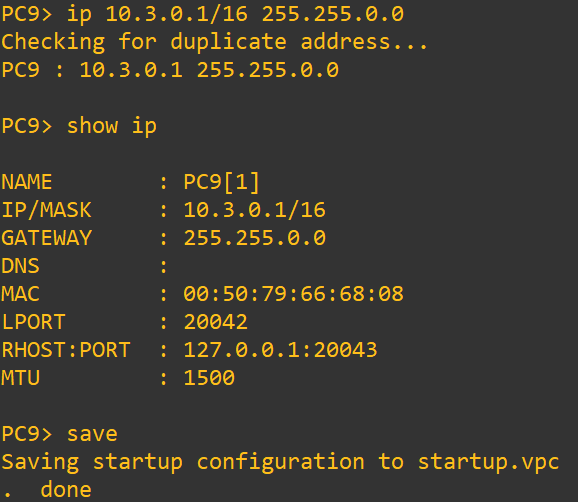 PC9> ip 10.3.0.1/16 255.255.0.0
Checking for duplicate address...
PC9 : 10.3.0.1 255.255.0.0
PC9> show ip
NAME        : PC9[1]
IP/MASK     : 10.3.0.1/16
GATEWAY     : 255.255.0.0
DNS         :
MAC         : 00:50:79:66:68:08
LPORT       : 20042
RHOST:PORT  : 127.0.0.1:20043
MTU         : 1500
PC9> save
Saving startup configuration to startup.vpc
.  done